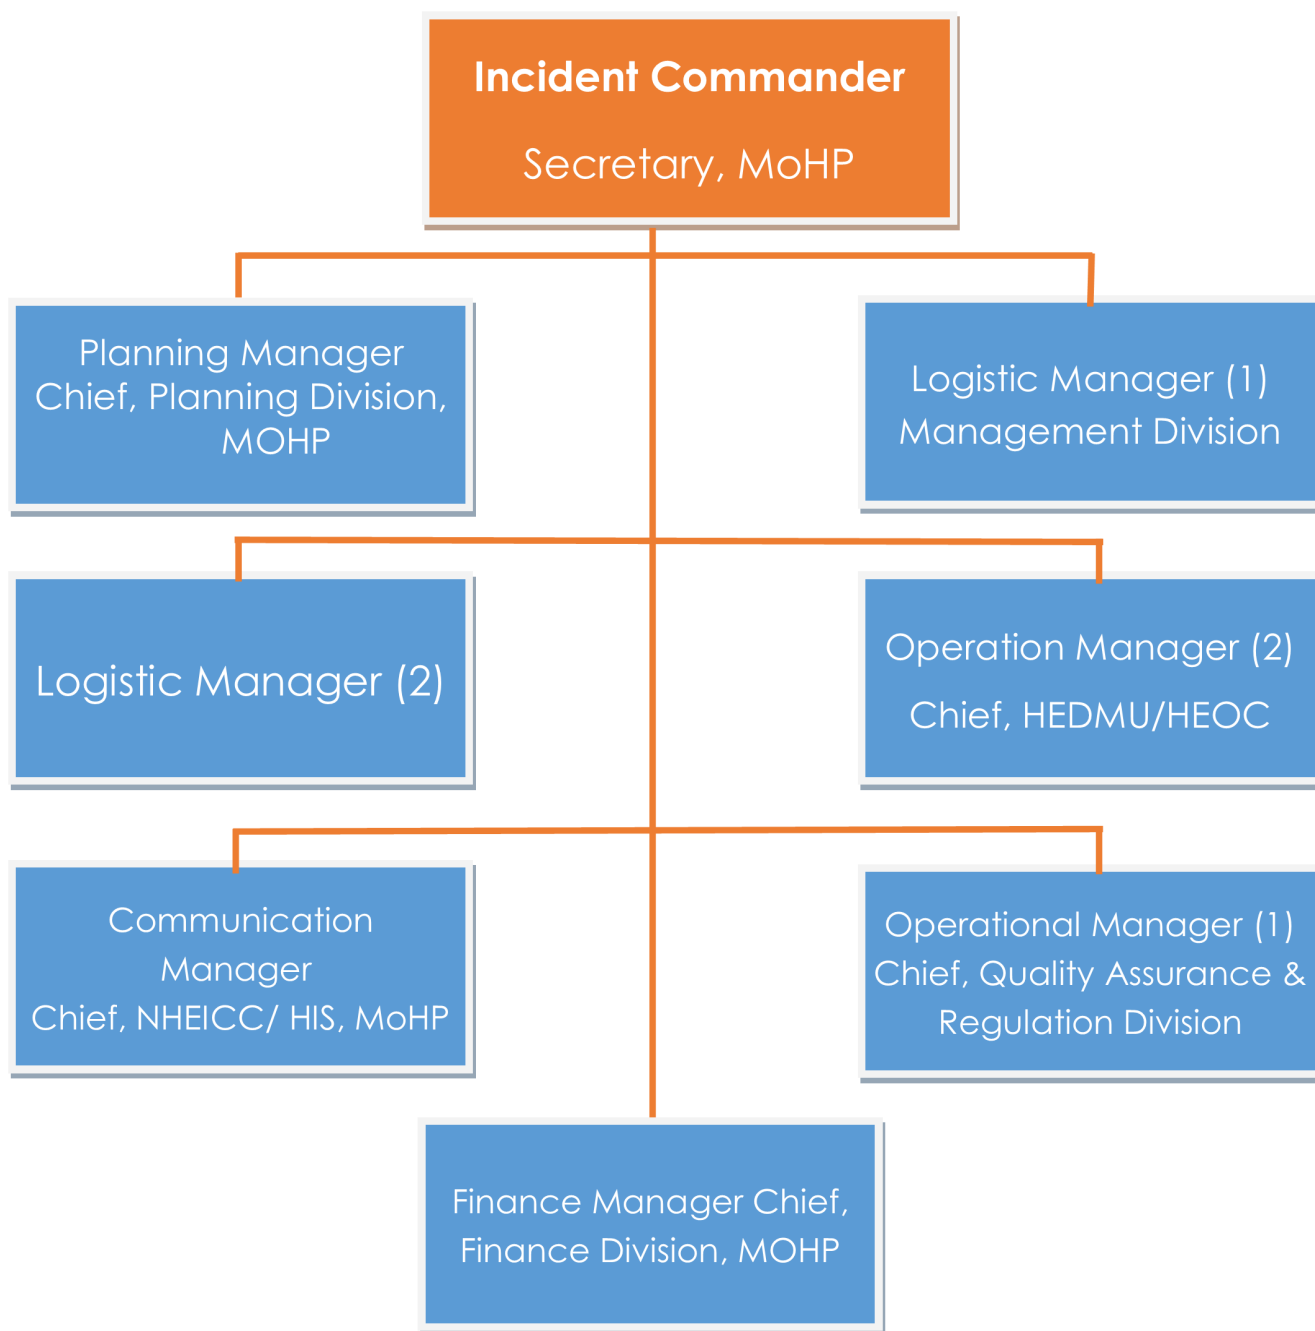 Incident Commander
Secretary, MoHP
Planning Manager
Chief, Planning Division,
MOHP
Logistic Manager (1)
Management Division
Logistic Manager (2)
Operation Manager (2)
Chief, HEDMU/HEOC
Communication
Manager
Chief, NHEICC/ HIS, MoHP
Operational Manager (1)
Chief, Quality Assurance &
Regulation Division
Finance Manager Chief,
Finance Division, MOHP